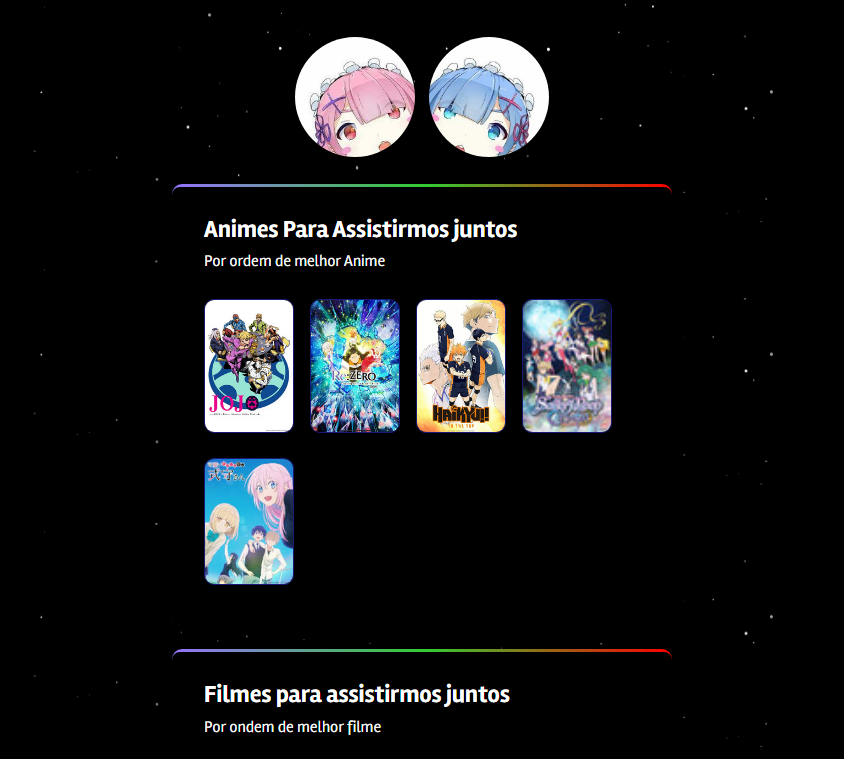 Animes Para Assistirmos juntos
Por ordem de melhor Anime
JOJO
Re:ZERO
HAIKYU!!
TO THE TOP
Filmes para assistirmos juntos
Por ondem de melhor filme